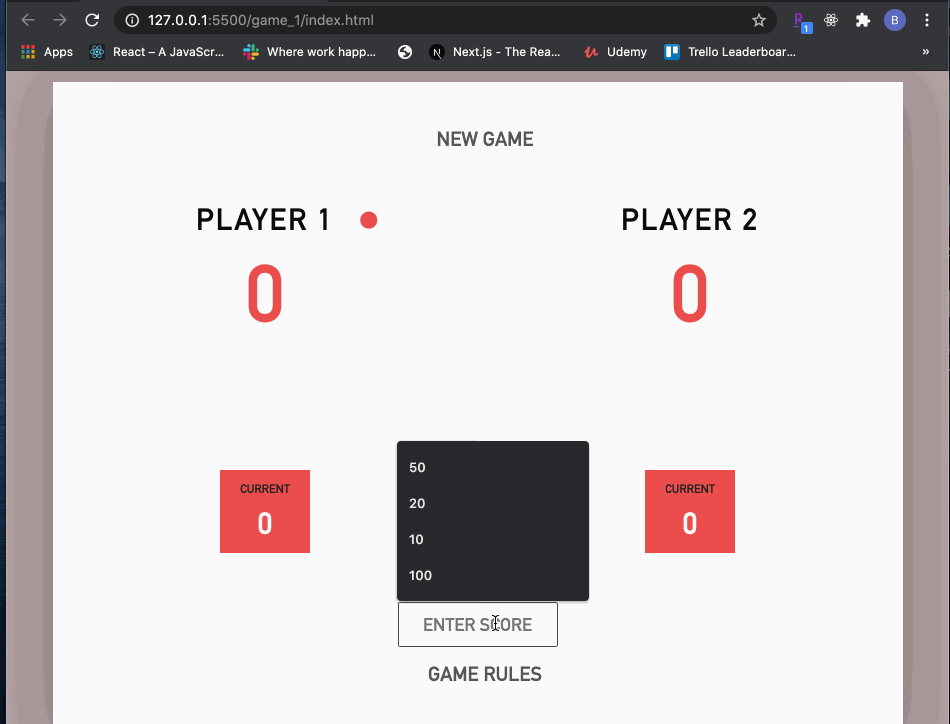 127.0.0.1:5500/game_1/index.html
B
1
Apps
React – A JavaScr...
Where work happ...
N
Next.js - The Rea...
Udemy
Trello Leaderboar...
»
NEW GAME
PLAYER 1
PLAYER 2
0
0
50
20
10
100
CURRENT
0
CURRENT
0
ENTER SCORE
GAME RULES